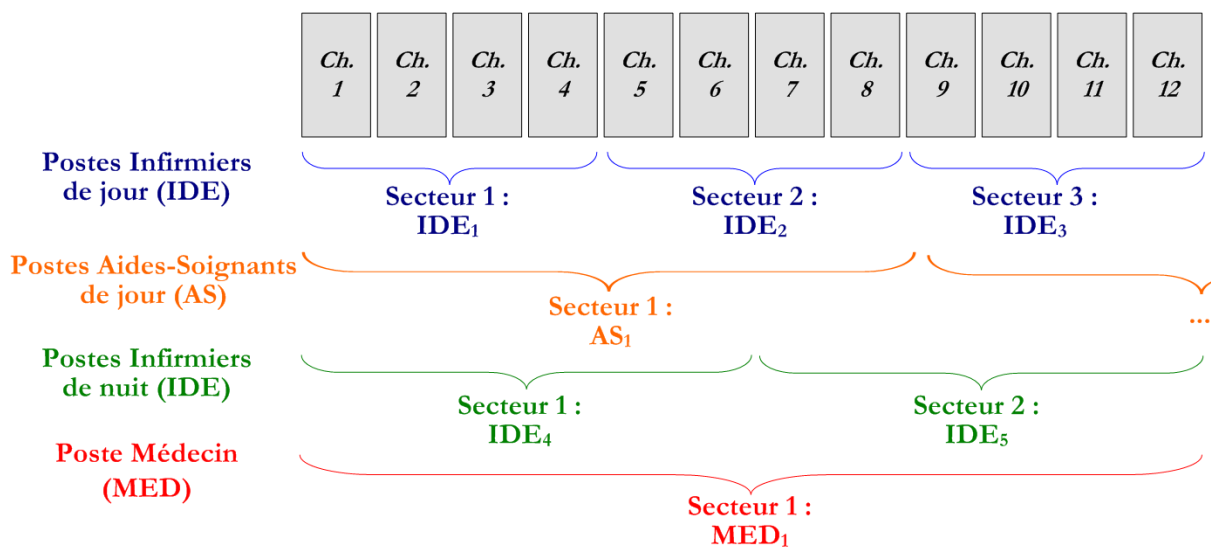 Ch. 1
Ch. 2
Ch. 3
Ch. 4
Ch. 5
Ch. 6
Ch. 7
Ch. 8
Ch. 9
Ch. 10
Ch. 11
Ch. 12
Postes Infirmiers
de jour (IDE)
Secteur 1 :
IDE₁
Secteur 2 :
IDE₂
Secteur 3 :
IDE₃
Postes Aides-Soignants
de jour (AS)
Secteur 1 :
AS₁
...
Postes Infirmiers
de nuit (IDE)
Secteur 1 :
IDE₄
Secteur 2 :
IDE₅
Poste Médecin
(MED)
Secteur 1 :
MED₁